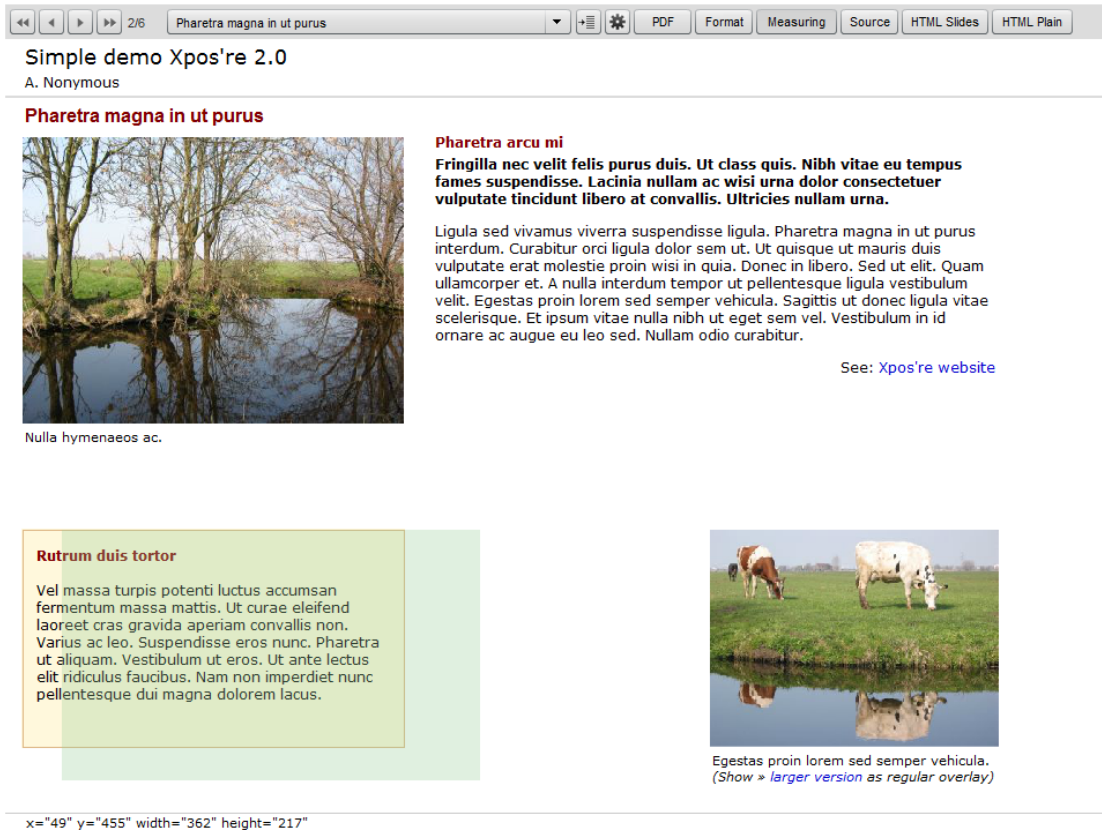 2/6
Pharetra magna in ut purus
PDF
Format
Measuring
Source
HTML Slides
HTML Plain
Simple demo Xpos're 2.0
A. Nonymous
Pharetra magna in ut purus
Nulla hymenaeos ac.
Pharetra arcu mi
Fringilla nec velit felis purus duis. Ut class quis. Nibh vitae eu tempus
fames suspendisse. Lacinia nullam ac wisi urna dolor consectetuer
vulputate tincidunt libero at convallis. Ultricies nullam urna.
Ligula sed vivamus viverra suspendisse ligula. Pharetra magna in ut purus
interdum. Curabitur orci ligula dolor sem ut. Ut quisque ut mauris duis
vulputate erat molestie proin wisi in quia. Donec in libero. Sed ut elit. Quam
ullamcorper et. A nulla interdum tempor ut pellentesque ligula vestibulum
velit. Egestas proin lorem sed semper vehicula. Sagittis ut donec ligula vitae
scelerisque. Et ipsum vitae nulla nibh ut eget sem vel. Vestibulum in id
ornare ac augue eu leo sed. Nullam odio curabitur.
See: Xpos're website
Rutrum duis tortor
Vel massa turpis potenti luctus accumsan
fermentum massa mattis. Ut curae eleifend
laoreet cras gravida aperiam convallis non.
Varius ac leo. Suspendisse eros nunc. Pharetra
ut aliquam. Vestibulum ut eros. Ut ante lectus
elit ridiculus faucibus. Nam non imperdiet nunc
pellentesque dui magna dolorem lacus.
Egestas proin lorem sed semper vehicula.
(Show » larger version as regular overlay)
x="49" y="455" width="362" height="217"